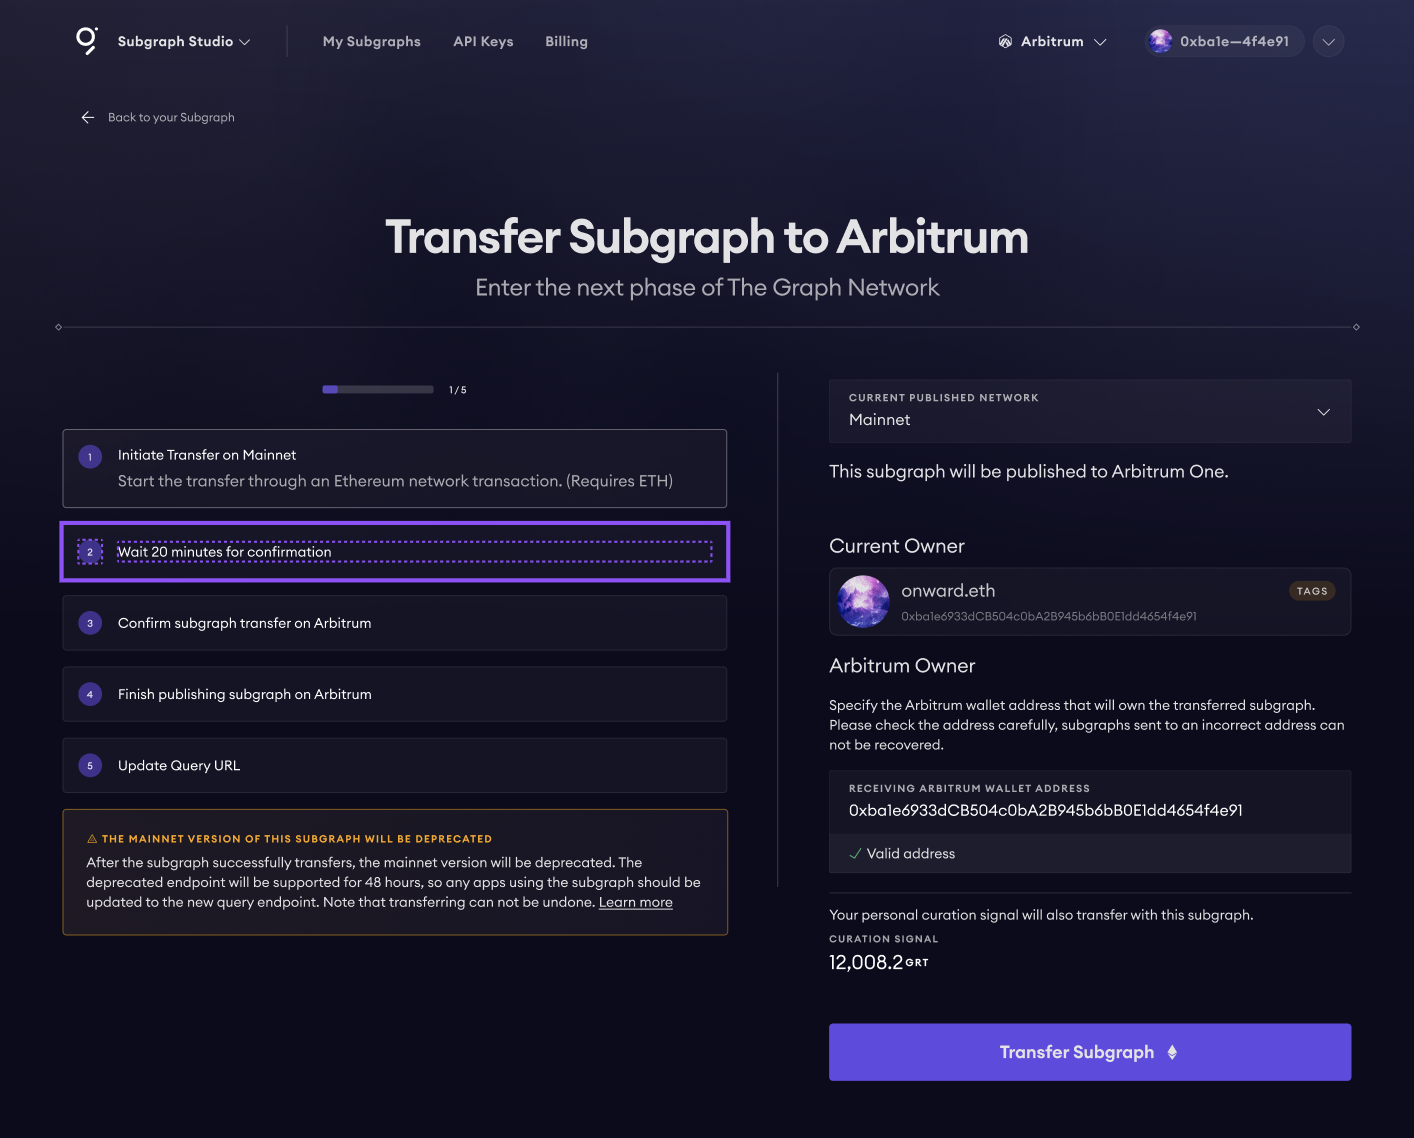 Subgraph Studio
My Subgraphs
API Keys
Billing
Arbitrum
0xba1e—4f4e91
Back to your Subgraph
Transfer Subgraph to Arbitrum
Enter the next phase of The Graph Network
1/5
1
Initiate Transfer on Mainnet
Start the transfer through an Ethereum network transaction. (Requires ETH)
2
Wait 20 minutes for confirmation
3
Confirm subgraph transfer on Arbitrum
4
Finish publishing subgraph on Arbitrum
5
Update Query URL
THE MAINNET VERSION OF THIS SUBGRAPH WILL BE DEPRECATED
After the subgraph successfully transfers, the mainnet version will be deprecated. The
deprecated endpoint will be supported for 48 hours, so any apps using the subgraph should be
updated to the new query endpoint. Note that transferring can not be undone. Learn more
CURRENT PUBLISHED NETWORK
Mainnet
This subgraph will be published to Arbitrum One.
Current Owner
onward.eth
TAGS
0xba1e6933dCB504c0bA2B945b6bB0E1dd4654f4e91
Arbitrum Owner
Specify the Arbitrum wallet address that will own the transferred subgraph.
Please check the address carefully, subgraphs sent to an incorrect address can
not be recovered.
RECEIVING ARBITRUM WALLET ADDRESS
0xba1e6933dCB504c0bA2B945b6bB0E1dd4654f4e91
Valid address
Your personal curation signal will also transfer with this subgraph.
CURATION SIGNAL
12,008.2 GRT
Transfer Subgraph